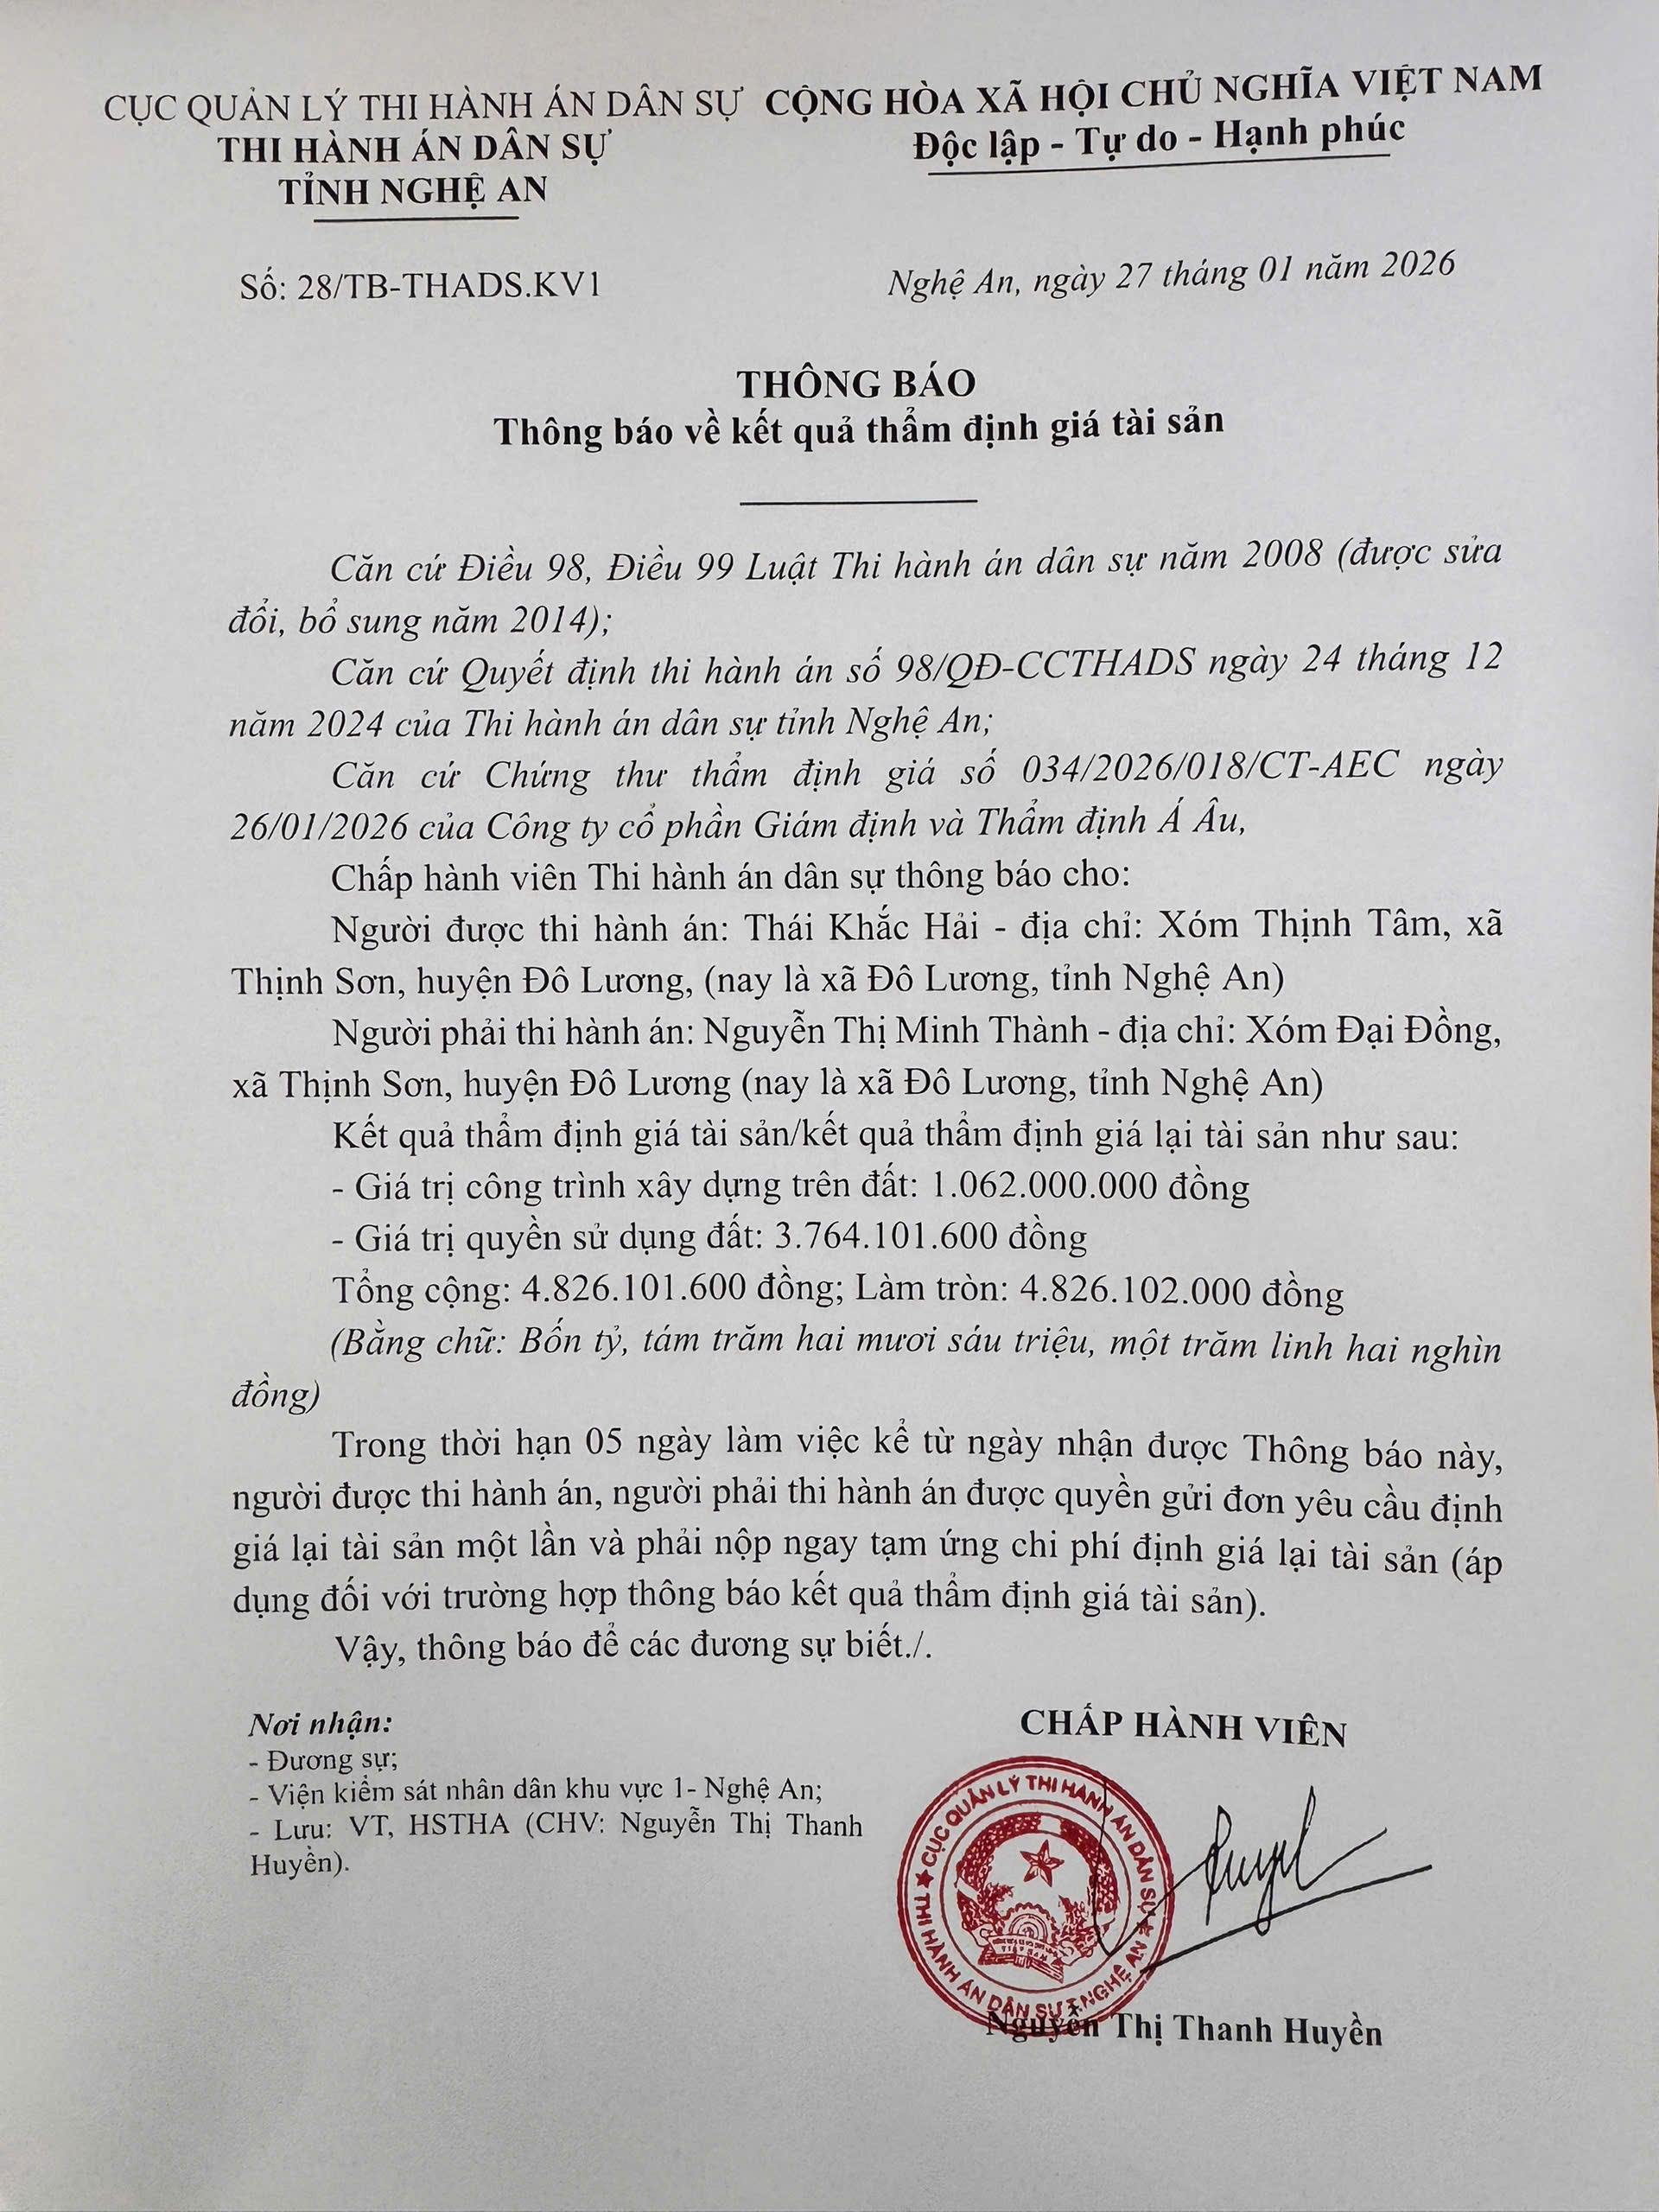 CỤC QUẢN LÝ THI HÀNH ÁN DÂN SỰ
THI HÀNH ÁN DÂN SỰ
TỈNH NGHỆ AN
CỘNG HÒA XÃ HỘI CHỦ NGHĨA VIỆT NAM
Độc lập - Tự do - Hạnh phúc
Số: 28/TB-THADS.KV1
Nghệ An, ngày 27 tháng 01 năm 2026
THÔNG BÁO
Thông báo về kết quả thẩm định giá tài sản
Căn cứ Điều 98, Điều 99 Luật Thi hành án dân sự năm 2008 (được sửa
đổi, bổ sung năm 2014);
Căn cứ Quyết định thi hành án số 98/QĐ-CCTHADS ngày 24 tháng 12
năm 2024 của Thi hành án dân sự tỉnh Nghệ An;
Căn cứ Chứng thư thẩm định giá số 034/2026/018/CT-AEC ngày
26/01/2026 của Công ty cổ phần Giám định và Thẩm định Á Âu,
Chấp hành viên Thi hành án dân sự thông báo cho:
Người được thi hành án: Thái Khắc Hải - địa chỉ: Xóm Thịnh Tâm, xã
Thịnh Sơn, huyện Đô Lương, (nay là xã Đô Lương, tỉnh Nghệ An)
Người phải thi hành án: Nguyễn Thị Minh Thành - địa chỉ: Xóm Đại Đồng,
xã Thịnh Sơn, huyện Đô Lương (nay là xã Đô Lương, tỉnh Nghệ An)
Kết quả thẩm định giá tài sản/kết quả thẩm định giá lại tài sản như sau:
- Giá trị công trình xây dựng trên đất: 1.062.000.000 đồng
- Giá trị quyền sử dụng đất: 3.764.101.600 đồng
Tổng cộng: 4.826.101.600 đồng; Làm tròn: 4.826.102.000 đồng
(Bằng chữ: Bốn tỷ, tám trăm hai mươi sáu triệu, một trăm linh hai nghìn
đồng)
Trong thời hạn 05 ngày làm việc kể từ ngày nhận được Thông báo này,
người được thi hành án, người phải thi hành án được quyền gửi đơn yêu cầu định
giá lại tài sản một lần và phải nộp ngay tạm ứng chi phí định giá lại tài sản (áp
dụng đối với trường hợp thông báo kết quả thẩm định giá tài sản).
Vậy, thông báo để các đương sự biết./.
Nơi nhận:
- Đương sự;
- Viện kiểm sát nhân dân khu vực 1- Nghệ An;
- Lưu: VT, HSTHA (CHV: Nguyễn Thị Thanh
Huyền).
CHẤP HÀNH VIÊN
CỤC QUẢN LÝ THI HÀNH ÁN DÂN SỰ
THI HÀNH ÁN DÂN SỰ T.NGHỆ AN
Nguyễn Thị Thanh Huyền